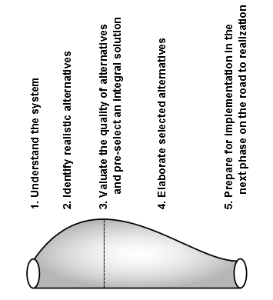 1. Understand the system
2. Identify realistic alternatives
3. Valuate the quality of alternatives
and pre-select an integral solution
4. Elaborate selected alternatives
5. Prepare for implementation in the
next phase on the road to realization